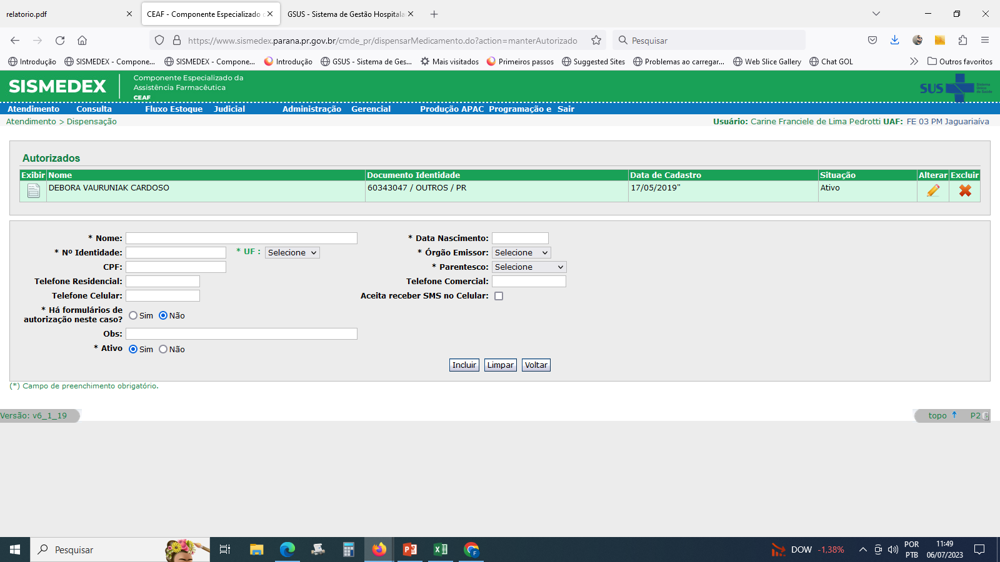 relatorio.pdf
CEAF - Componente Especializado
GSUS - Sistema de Gestão Hospitala
https://www.sismedex.parana.pr.gov.br/cmde_pr/dispensarMedicamento.do?action=manterAutorizado
Pesquisar
Introdução
SISMEDEX - Compone...
SISMEDEX - Compone...
Introdução
GSUS - Sistema de Ges...
Mais visitados
Primeiros passos
Suggested Sites
Problemas ao carregar...
Web Slice Gallery
Chat GOL
Outros favoritos
SISMEDEX
Componente Especializado da
Assistência Farmacêutica
CEAF
SUS
Sistema
Único
de Saúde
Atendimento Consulta Fluxo Estoque Judicial Administração Gerencial Produção APAC Programação e Sair
Atendimento > Dispensação
Usuário: Carine Franciele de Lima Pedrotti UAF: FE 03 PM Jaguariaíva
Autorizados
Exibir Nome Documento Identidade Data de Cadastro Situação Alterar Excluir
DEBORA VAURUNIAK CARDOSO 60343047 / OUTROS / PR 17/05/2019" Ativo
* Nome:
* Data Nascimento:
* Nº Identidade:
* UF : Selecione
* Órgão Emissor: Selecione
CPF:
* Parentesco: Selecione
Telefone Residencial:
Telefone Comercial:
Telefone Celular:
Aceita receber SMS no Celular:
* Há formulários de
autorização neste caso?
Sim Não
Obs:
* Ativo Sim Não
Incluir Limpar Voltar
(*) Campo de preenchimento obrigatório.
Versão: v6_1_19
topo P2
Pesquisar
DOW -1,38%
POR
PTB
11:49
06/07/2023